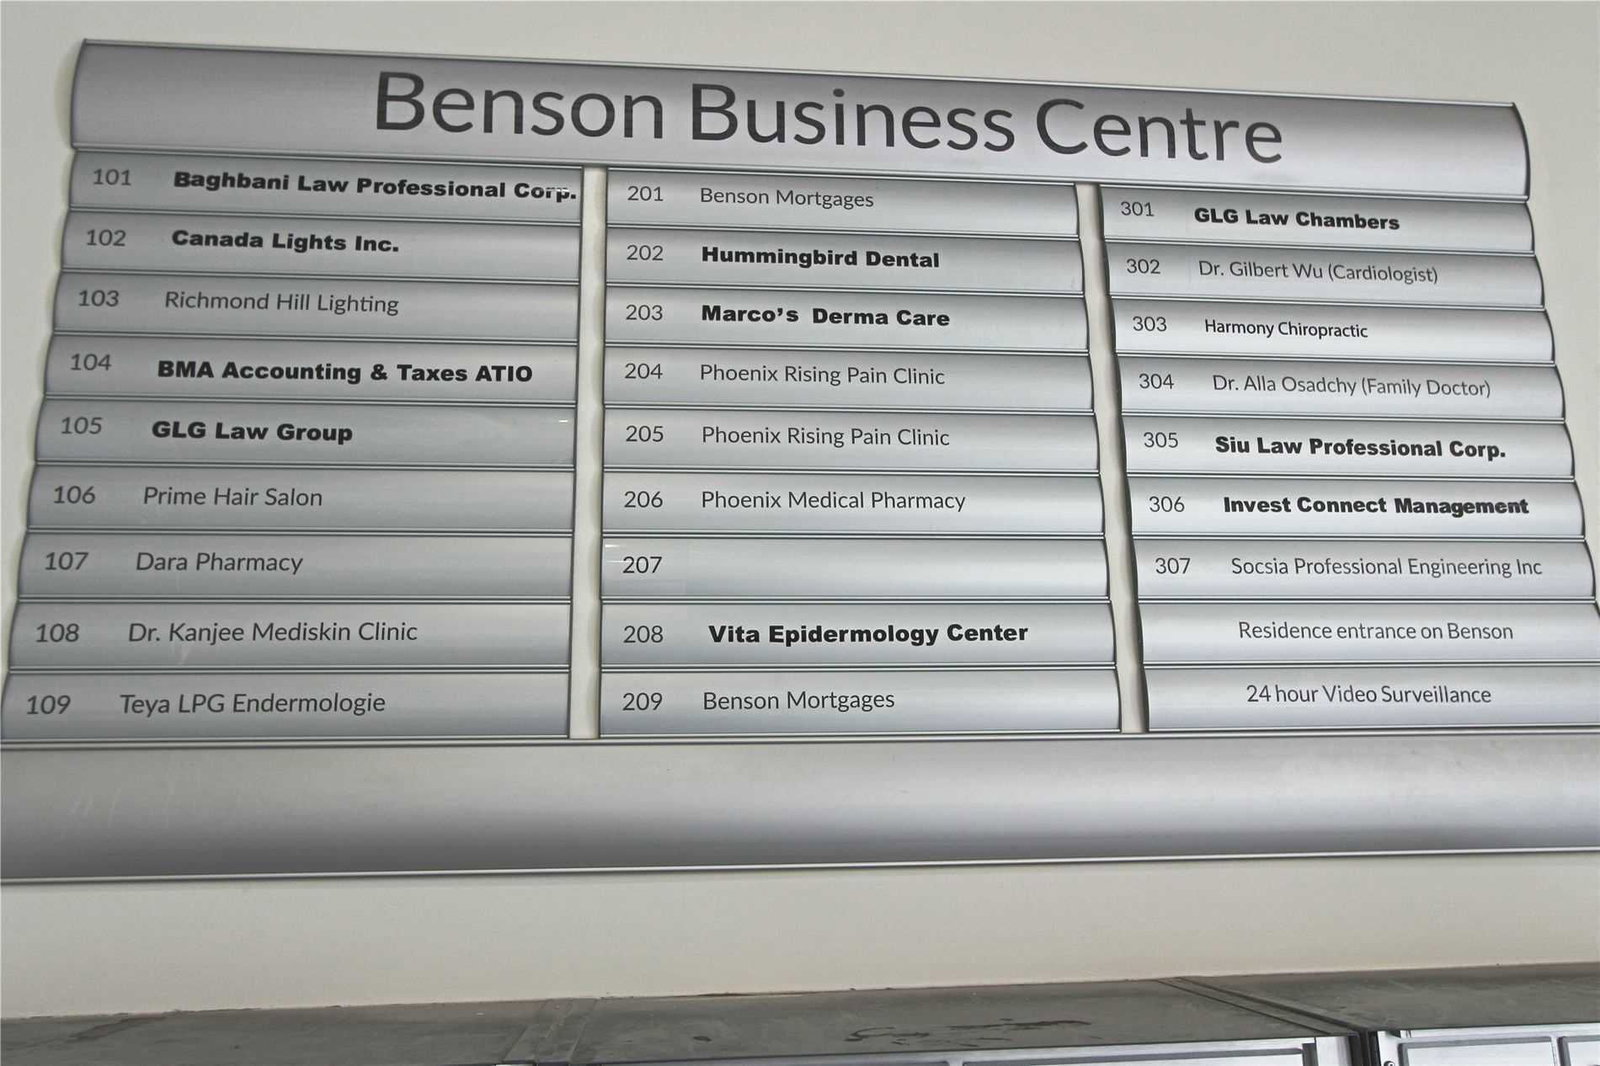 Benson Business Centre
101 Baghbani Law Professional Corp.
102 Canada Lights Inc.
103 Richmond Hill Lighting
104 BMA Accounting & Taxes ATIO
105 GLG Law Group
106 Prime Hair Salon
107 Dara Pharmacy
108 Dr. Kanjee Mediskin Clinic
109 Teya LPG Endermologie
201 Benson Mortgages
202 Hummingbird Dental
203 Marco's Derma Care
204 Phoenix Rising Pain Clinic
205 Phoenix Rising Pain Clinic
206 Phoenix Medical Pharmacy
207
208 Vita Epidermology Center
209 Benson Mortgages
301 GLG Law Chambers
302 Dr. Gilbert Wu (Cardiologist)
303 Harmony Chiropractic
304 Dr. Alla Osadchy (Family Doctor)
305 Siu Law Professional Corp.
306 Invest Connect Management
307 Socsia Professional Engineering Inc
Residence entrance on Benson
24 hour Video Surveillance